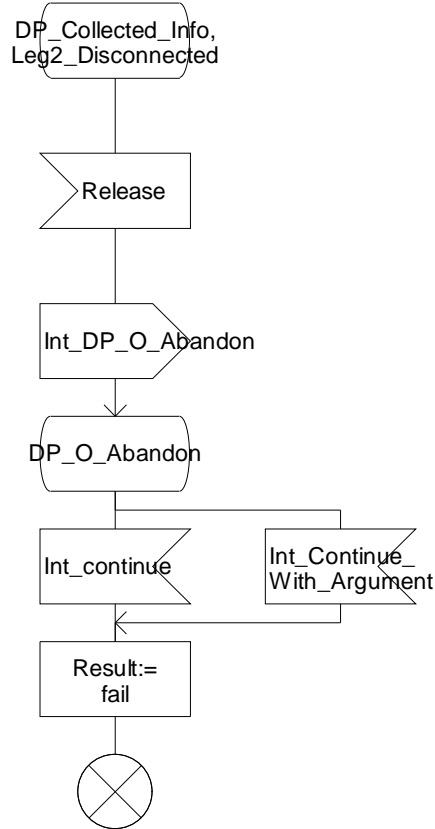 DP_Collected_Info,
Leg2_Disconnected
Release
Int_DP_O_Abandon
DP_O_Abandon
Int_continue
Int_Continue_
With_Argument
Result:=
fail